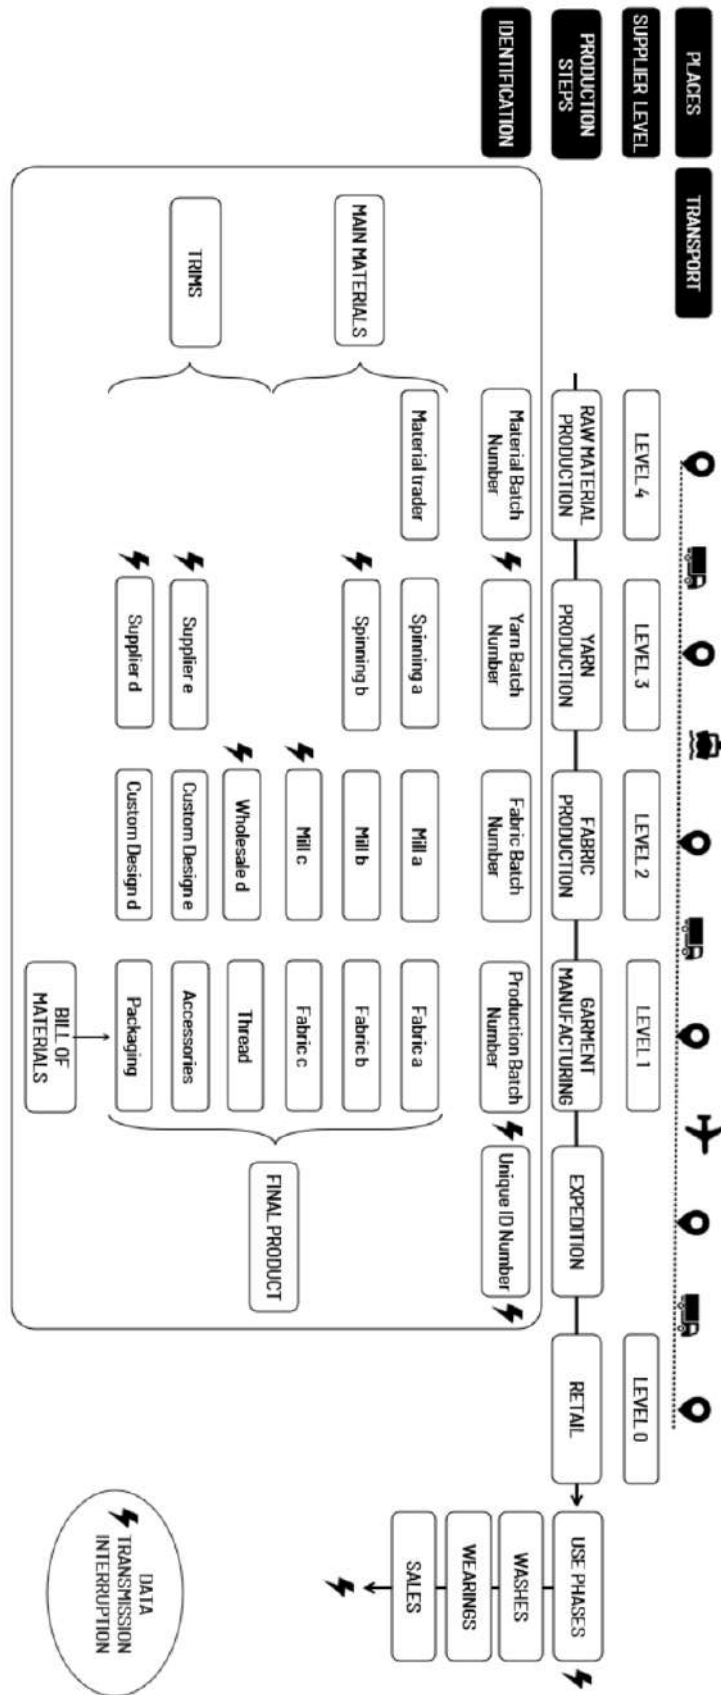 PLACES
TRANSPORT
SUPPLIER LEVEL
LEVEL 4
LEVEL 3
LEVEL 2
LEVEL 1
LEVEL 0
PRODUCTION
STEPS
RAW MATERIAL
PRODUCTION
YARN
PRODUCTION
FABRIC
PRODUCTION
GARMENT
MANUFACTURING
EXPEDITION
RETAIL
USE PHASES
IDENTIFICATION
Material Batch
Number
Yarn Batch
Number
Fabric Batch
Number
Production Batch
Number
Unique ID Number
WASHES
WEARINGS
SALES
MAIN MATERIALS
Material trader
Spinning a
Mill a
Fabric a
Spinning b
Mill b
Fabric b
Mill c
Fabric c
FINAL PRODUCT
TRIMS
Wholesale d
Thread
Supplier e
Custom Design e
Accessories
Supplier d
Custom Design d
Packaging
BILL OF
MATERIALS
DATA
TRANSMISSION
INTERRUPTION